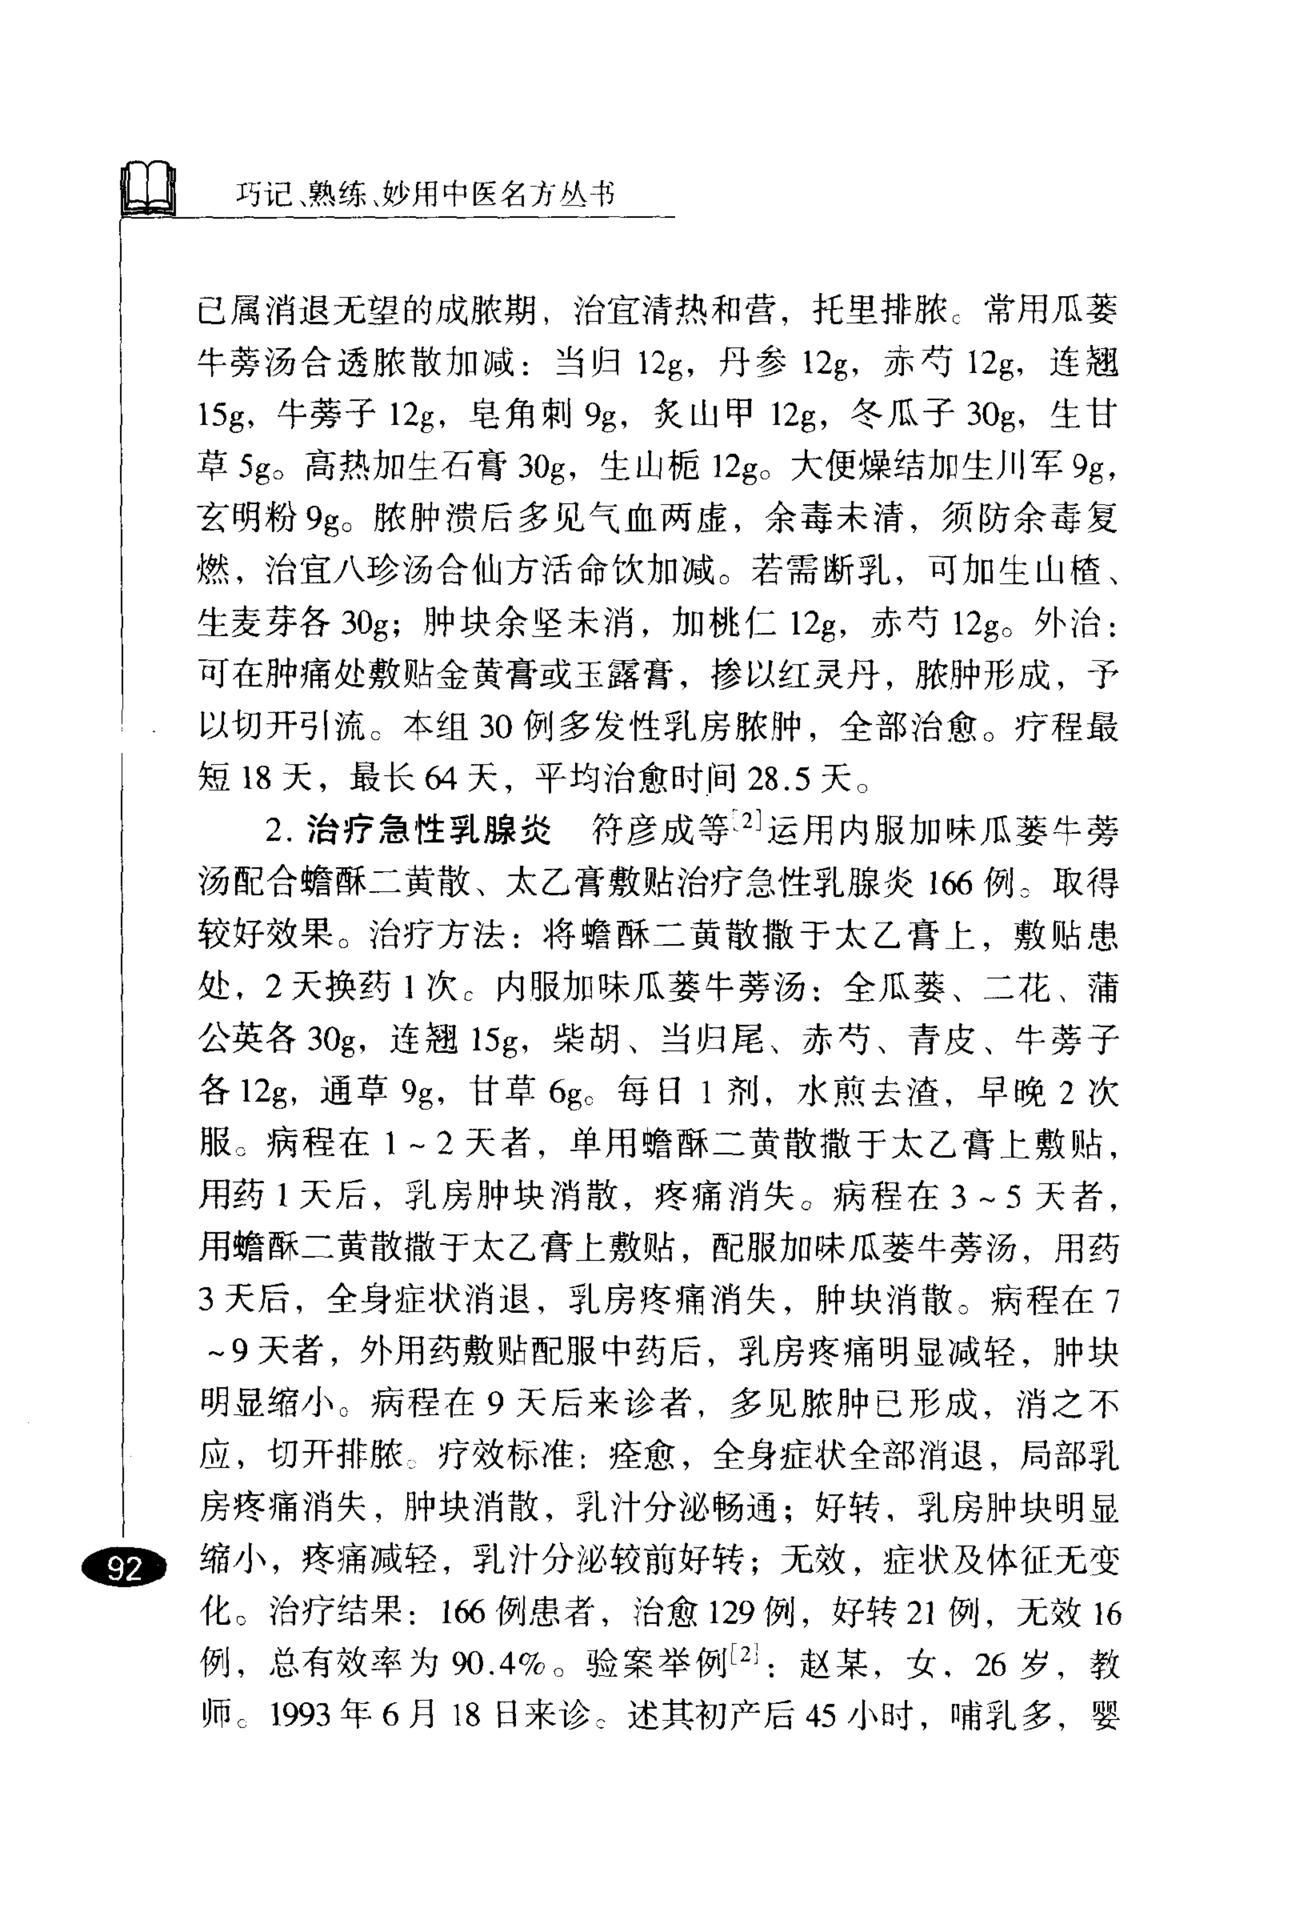 巧记、熟练、妙用中医名方丛书
已属消退无望的成脓期，治宜清热和营，托里排脓。常用瓜蒌
牛蒡汤合透脓散加减：当归 12g，丹参 12g，赤芍 12g，连翘
15g，牛蒡子 12g，皂角刺 9g，炙山甲 12g，冬瓜子 30g，生甘
草 5g。高热加生石膏 30g，生山栀 12g。大便燥结加生川军 9g，
玄明粉 9g。脓肿溃后多见气血两虚，余毒未清，须防余毒复
燃，治宜八珍汤合仙方活命饮加减。若需断乳，可加生山楂、
生麦芽各 30g；肿块余坚未消，加桃仁 12g，赤芍 12g。外治：
可在肿痛处敷贴金黄膏或玉露膏，掺以红灵丹，脓肿形成，予
以切开引流。本组 30 例多发性乳房脓肿，全部治愈。疗程最
短 18 天，最长 64 天，平均治愈时间 28.5 天。
2. 治疗急性乳腺炎　符彦成等[2]运用内服加味瓜蒌牛蒡
汤配合蟾酥二黄散、太乙膏敷贴治疗急性乳腺炎 166 例。取得
较好效果。治疗方法：将蟾酥二黄散撒于太乙膏上，敷贴患
处，2 天换药 1 次。内服加味瓜蒌牛蒡汤：全瓜蒌、二花、蒲
公英各 30g，连翘 15g，柴胡、当归尾、赤芍、青皮、牛蒡子
各 12g，通草 9g，甘草 6g。每日 1 剂，水煎去渣，早晚 2 次
服。病程在 1～2 天者，单用蟾酥二黄散撒于太乙膏上敷贴，
用药 1 天后，乳房肿块消散，疼痛消失。病程在 3～5 天者，
用蟾酥二黄散撒于太乙膏上敷贴，配服加味瓜蒌牛蒡汤，用药
3 天后，全身症状消退，乳房疼痛消失，肿块消散。病程在 7
～9 天者，外用药敷贴配服中药后，乳房疼痛明显减轻，肿块
明显缩小。病程在 9 天后来诊者，多见脓肿已形成，消之不
应，切开排脓。疗效标准：痊愈，全身症状全部消退，局部乳
房疼痛消失，肿块消散，乳汁分泌畅通；好转，乳房肿块明显
缩小，疼痛减轻，乳汁分泌较前好转；无效，症状及体征无变
化。治疗结果：166 例患者，治愈 129 例，好转 21 例，无效 16
例，总有效率为 90.4%。验案举例[2]：赵某，女，26 岁，教
师。1993 年 6 月 18 日来诊。述其初产后 45 小时，哺乳多，婴
92